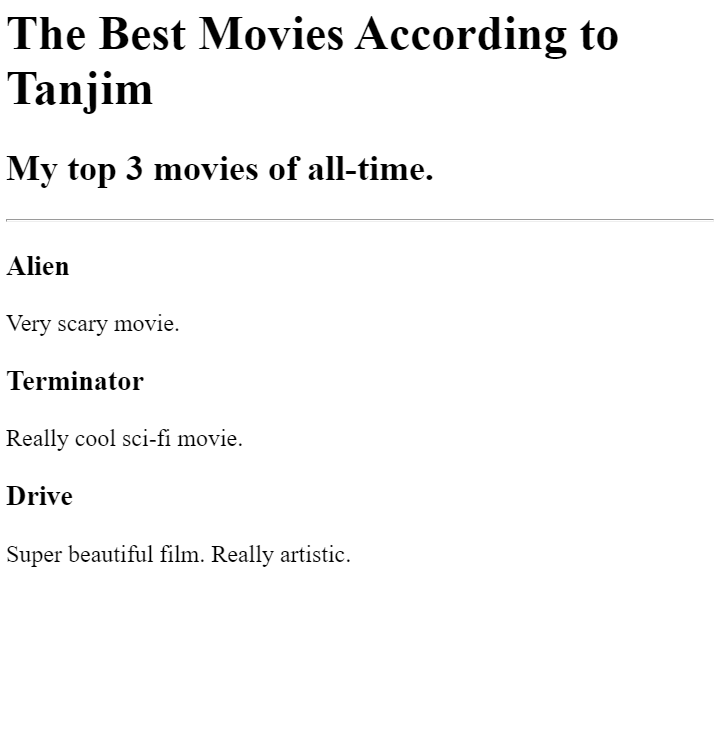 The Best Movies According to
Tanjim
My top 3 movies of all-time.
Alien
Very scary movie.
Terminator
Really cool sci-fi movie.
Drive
Super beautiful film. Really artistic.